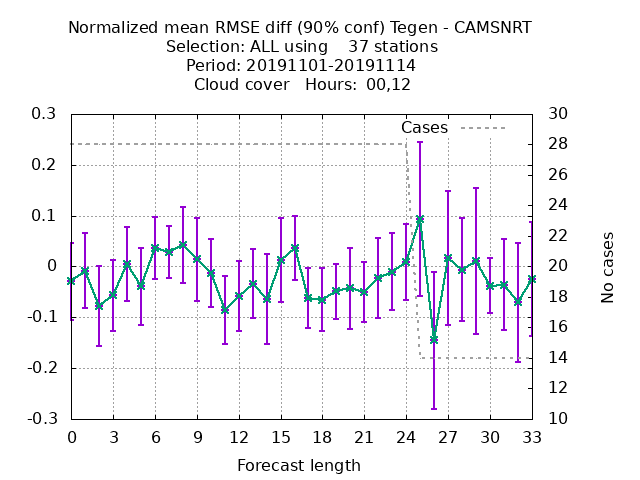 Normalized mean RMSE diff (90% conf) Tegen - CAMSNRT
Selection: ALL using    37 stations
Period: 20191101-20191114
Cloud cover   Hours:  00,12
0.3
0.2
0.1
0
-0.1
-0.2
-0.3
Cases
30
28
26
24
22
20
18
16
14
12
10
No cases
0 3 6 9 12 15 18 21 24 27 30 33
Forecast length